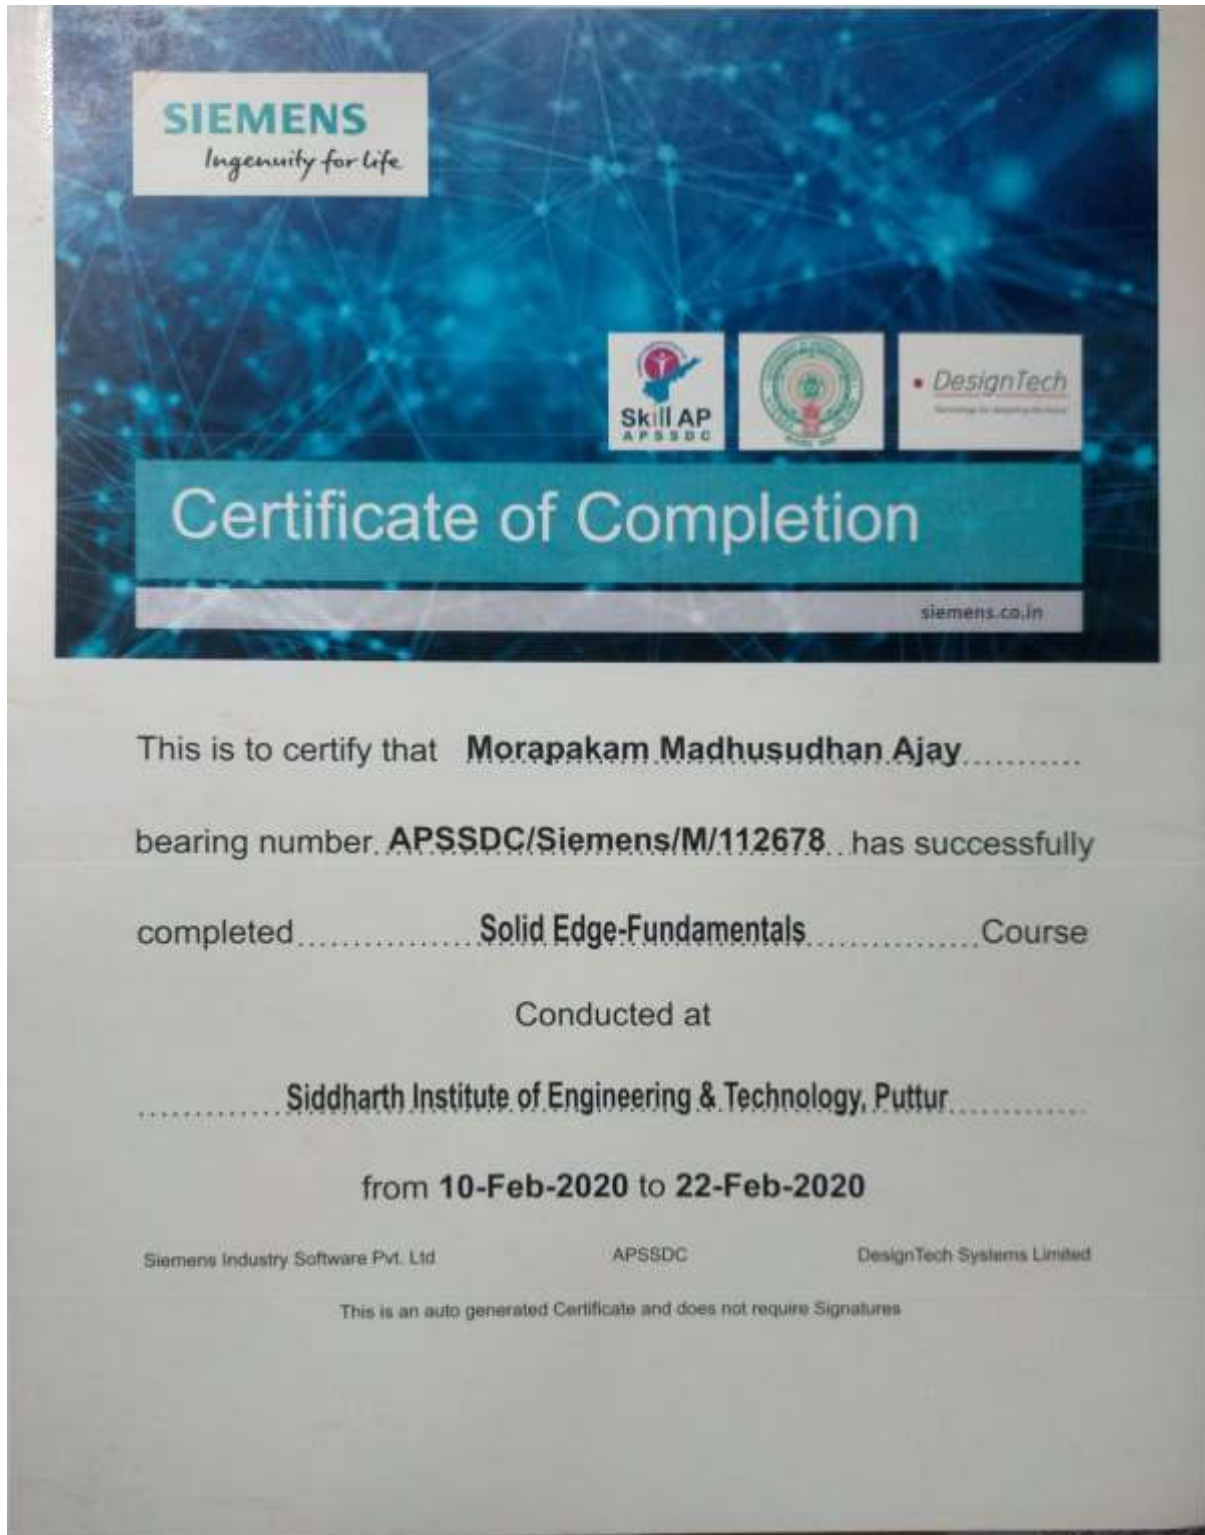 SIEMENS
Ingenuity for Life
Skill AP
APSSDC
DesignTech
Certificate of Completion
siemens.co.in
This is to certify that Morapakam Madhusudhan Ajay
bearing number APSSDC/Siemens/M/112678 has successfully
completed Solid Edge-Fundamentals Course
Conducted at
Siddharth Institute of Engineering & Technology, Puttur
from 10-Feb-2020 to 22-Feb-2020
Siemens Industry Software Pvt. Ltd APSSDC DesignTech Systems Limited
This is an auto generated Certificate and does not require Signatures